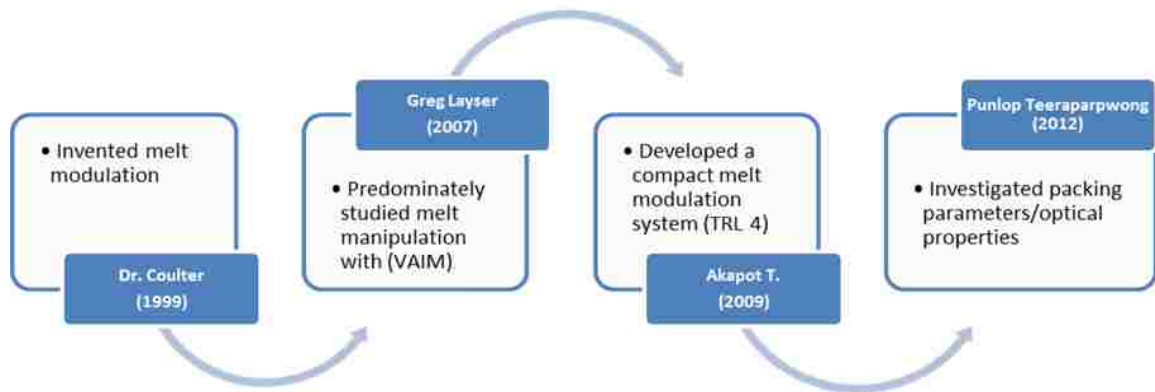 • Invented melt
modulation
Dr. Coulter
(1999)
Greg Layser
(2007)
• Predominately
studied melt
manipulation
with (VAIM)
• Developed a
compact melt
modulation
system (TRL 4)
Akapot T.
(2009)
Punlop Teeraparpwong
(2012)
• Investigated packing
parameters/optical
properties